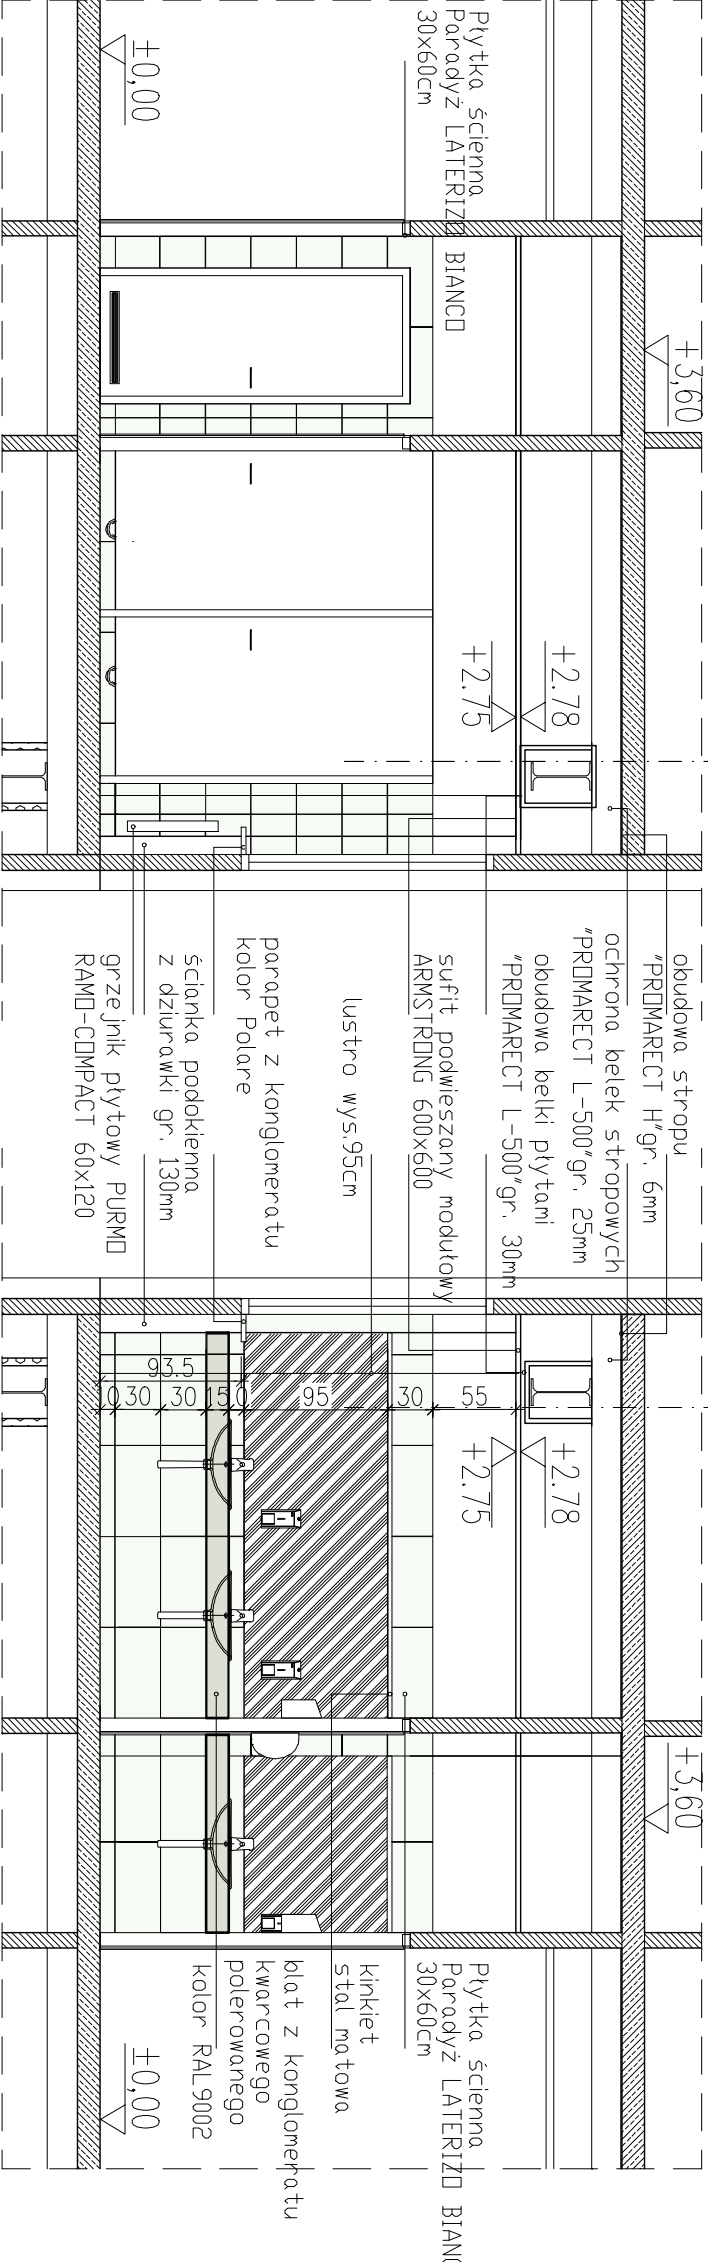 Płytka ścienna
Paradyż LATERIZO BIANCO
30x60cm
±0,00
+3,60
+2.78
+2.75
obudowa stropu
"PROMARECT H"gr. 6mm
ochrona belek stropowych
"PROMARECT L-500"gr. 25mm
obudowa belki płytami
"PROMARECT L-500"gr. 30mm
sufit podwieszany modułowy
ARMSTRONG 600x600
lustro wys.95cm
parapet z konglomeratu
kolor Polare
ścianka podokienna
z dziurawki gr. 130mm
grzejnik płytowy PURMO
RAMO-COMPACT 60x120
93.5
30 30 95 30 55
+2.78
+2.75
+3,60
Płytka ścienna
Paradyż LATERIZO BIANC
30x60cm
kinkiet
stal matowa
blat z konglomeratu
kwarcowego
polerowanego
kolor RAL9002
±0,00